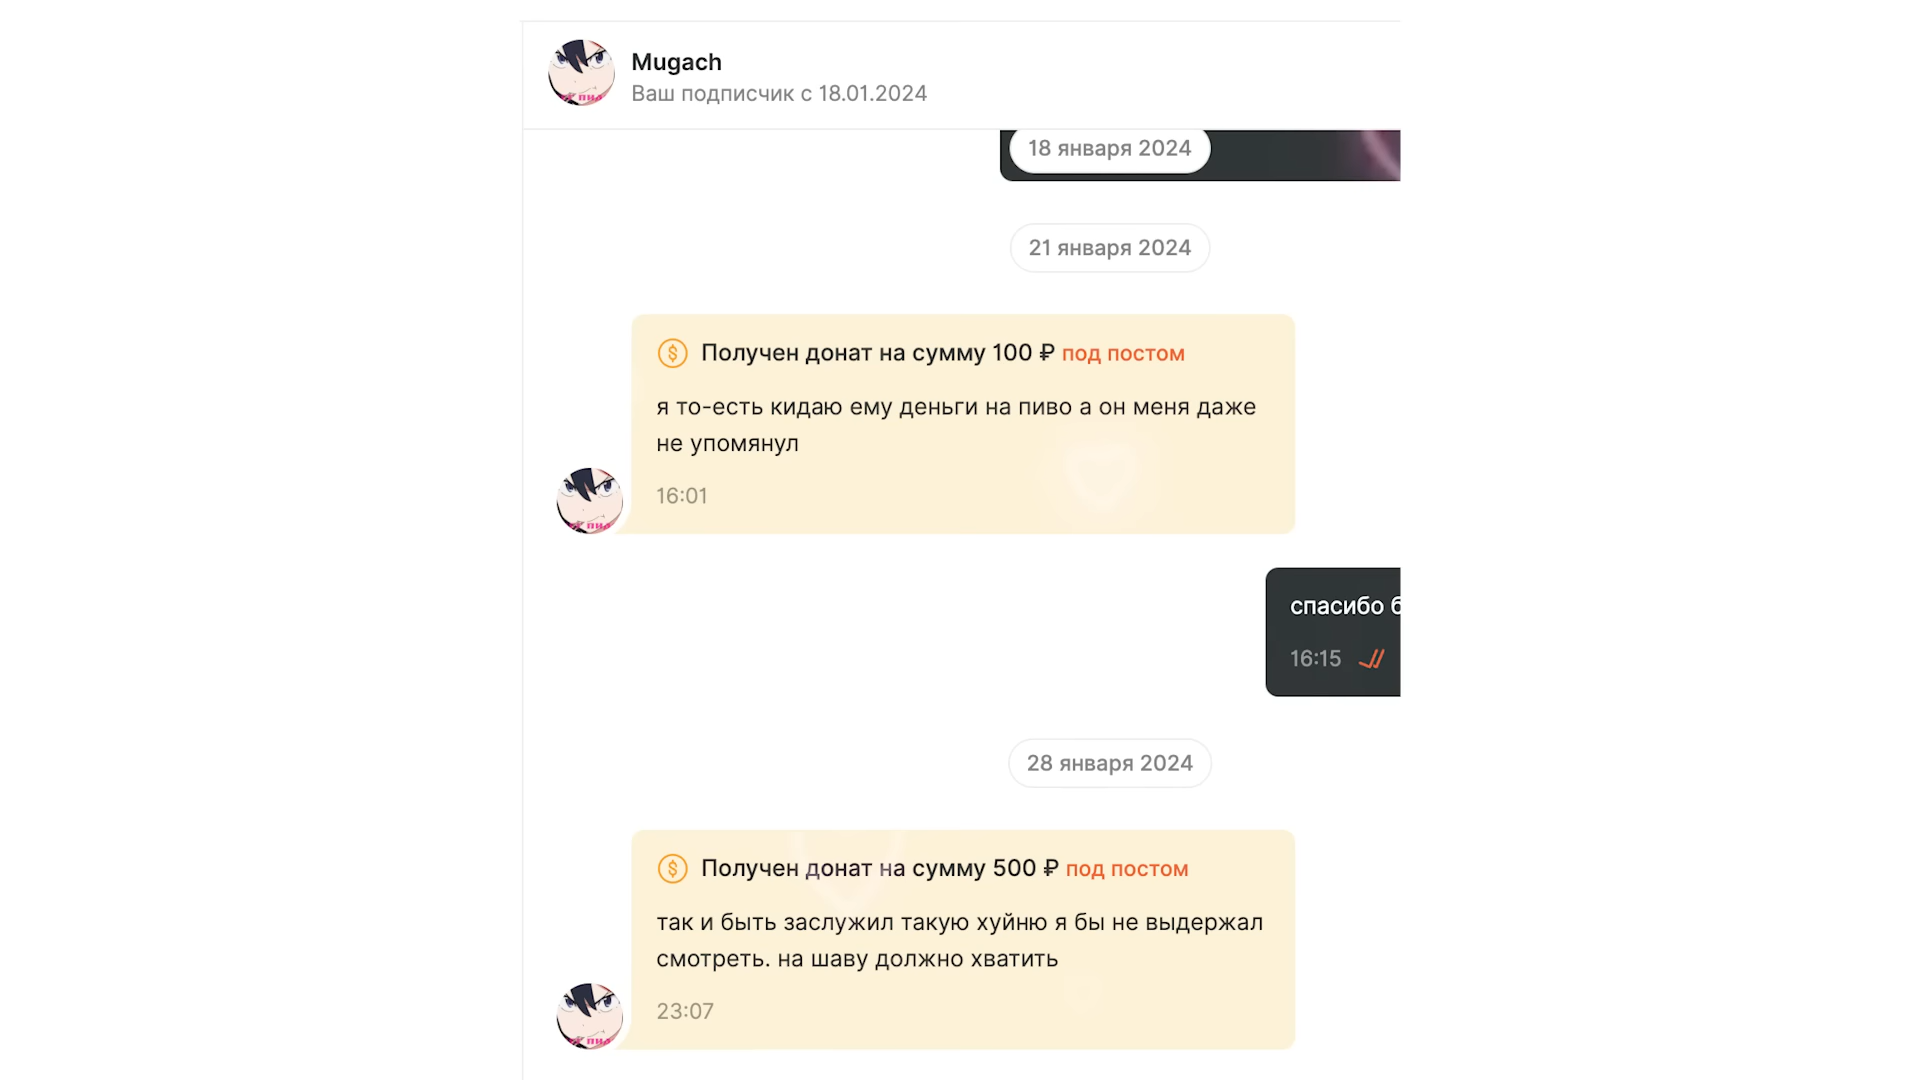 Mugach
Ваш подписчик с 18.01.2024
18 января 2024
21 января 2024
Получен донат на сумму 100 ₽ под постом
я то-есть кидаю ему деньги на пиво а он меня даже
не упомянул
16:01
спасибо
16:15
28 января 2024
Получен донат на сумму 500 ₽ под постом
так и быть заслужил такую хуйню я бы не выдержал
смотреть. на шаву должно хватить
23:07